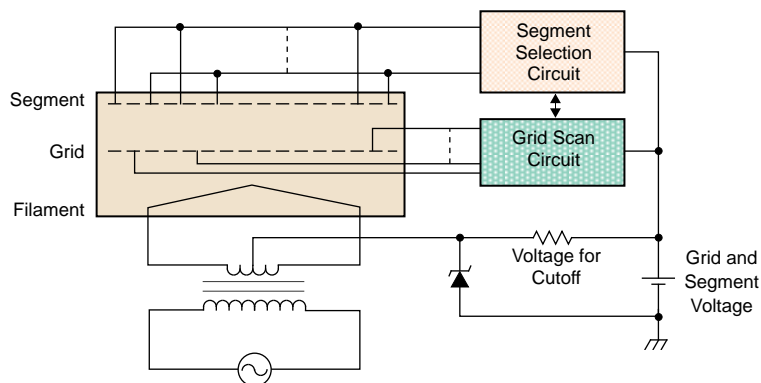 Segment
Selection
Circuit
Segment
Grid
Grid Scan
Circuit
Filament
Voltage for
Cutoff
Grid and
Segment
Voltage